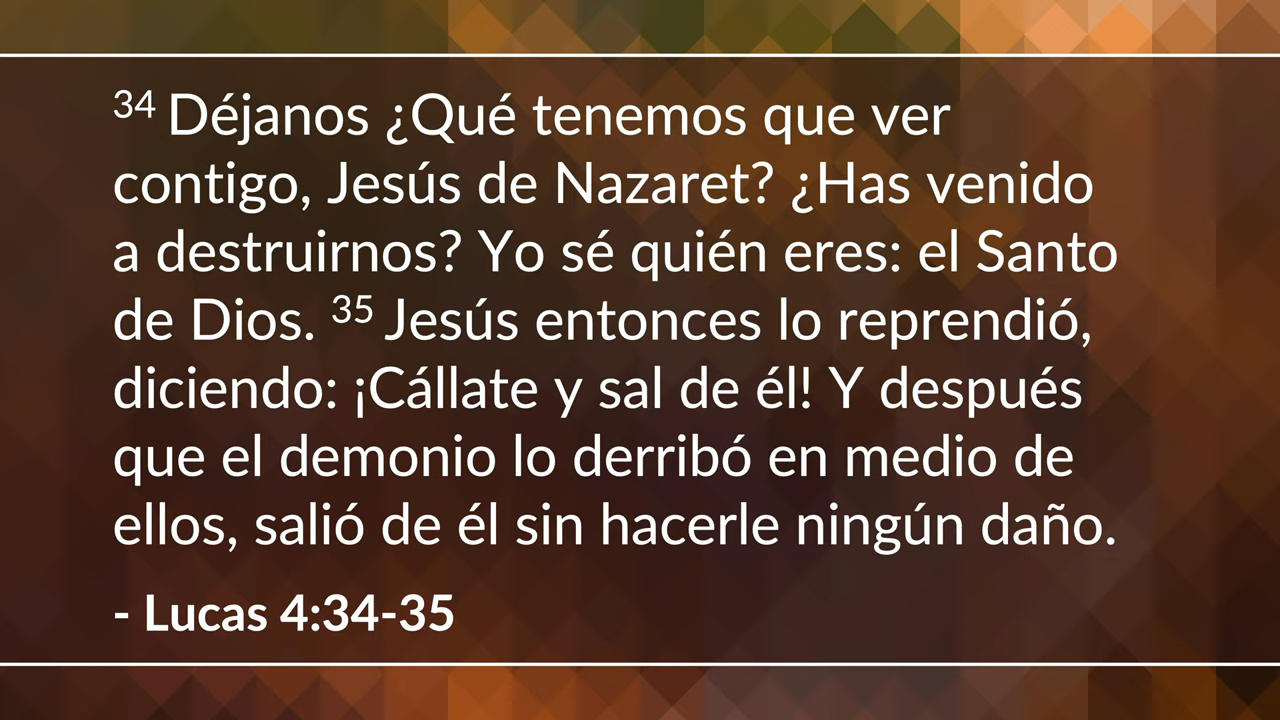 34 Déjanos ¿Qué tenemos que ver
contigo, Jesús de Nazaret? ¿Has venido
a destruirnos? Yo sé quién eres: el Santo
de Dios. 35 Jesús entonces lo reprendió,
diciendo: ¡Cállate y sal de él! Y después
que el demonio lo derribó en medio de
ellos, salió de él sin hacerle ningún daño.
- Lucas 4:34-35